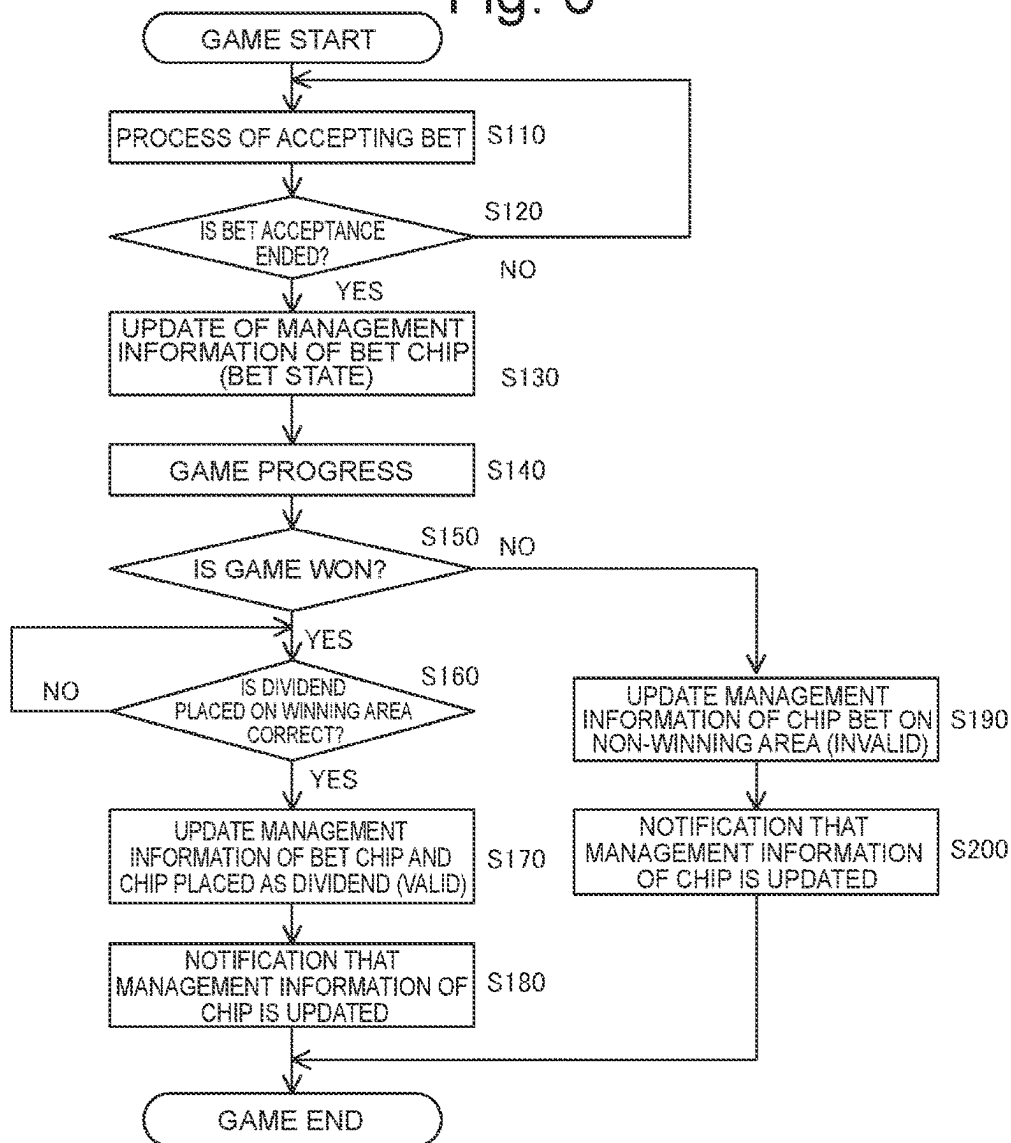 GAME START
PROCESS OF ACCEPTING BET
S110
IS BET ACCEPTANCE
ENDED?
S120
NO
YES
UPDATE OF MANAGEMENT
INFORMATION OF BET CHIP
(BET STATE)
S130
GAME PROGRESS
S140
IS GAME WON?
S150
NO
YES
IS DIVIDEND
PLACED ON WINNING AREA
CORRECT?
S160
NO
YES
UPDATE MANAGEMENT
INFORMATION OF BET CHIP AND
CHIP PLACED AS DIVIDEND (VALID)
S170
NOTIFICATION THAT
MANAGEMENT INFORMATION OF
CHIP IS UPDATED
S180
UPDATE MANAGEMENT
INFORMATION OF CHIP BET ON
NON-WINNING AREA (INVALID)
S190
NOTIFICATION THAT
MANAGEMENT INFORMATION
OF CHIP IS UPDATED
S200
GAME END